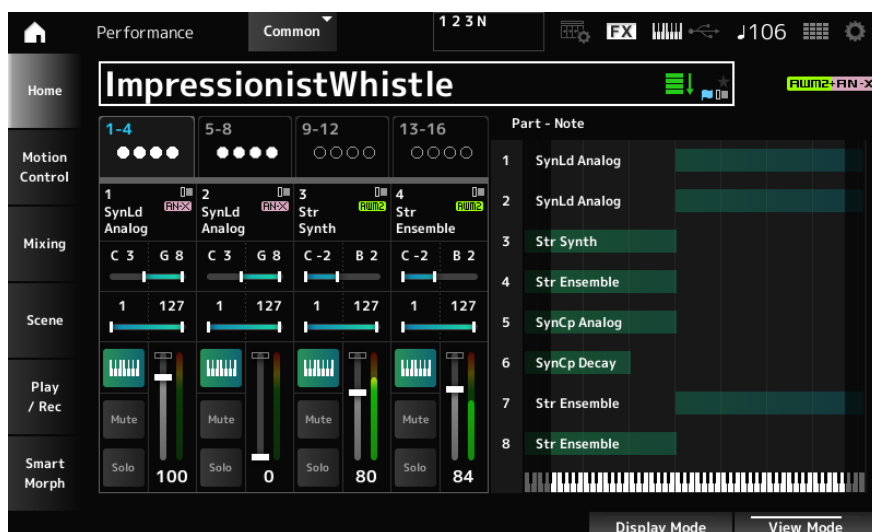 Performance Common 1 2 3 N FX ♩106
Home
ImpressionistWhistle AWM2+AN-X
Motion Control
Mixing
Scene
Play / Rec
Smart Morph
1-4 5-8 9-12 13-16
1 AN-X 2 AN-X 3 AWM2 4 AWM2
SynLd SynLd Str Str
Analog Analog Synth Ensemble
C 3 G 8 C 3 G 8 C -2 B 2 C -2 B 2
1 127 1 127 1 127 1 127
Mute Mute Mute Mute
Solo 100 Solo 0 Solo 80 Solo 84
Part - Note
1 SynLd Analog
2 SynLd Analog
3 Str Synth
4 Str Ensemble
5 SynCp Analog
6 SynCp Decay
7 Str Ensemble
8 Str Ensemble
Display Mode View Mode